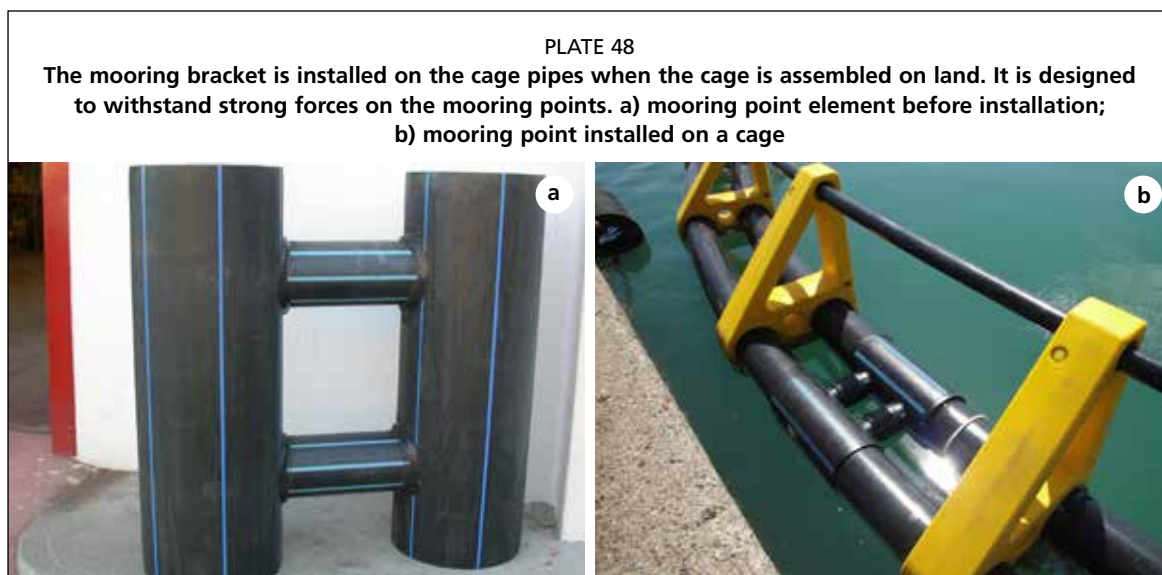 PLATE 48
The mooring bracket is installed on the cage pipes when the cage is assembled on land. It is designed
to withstand strong forces on the mooring points. a) mooring point element before installation;
b) mooring point installed on a cage
a
b